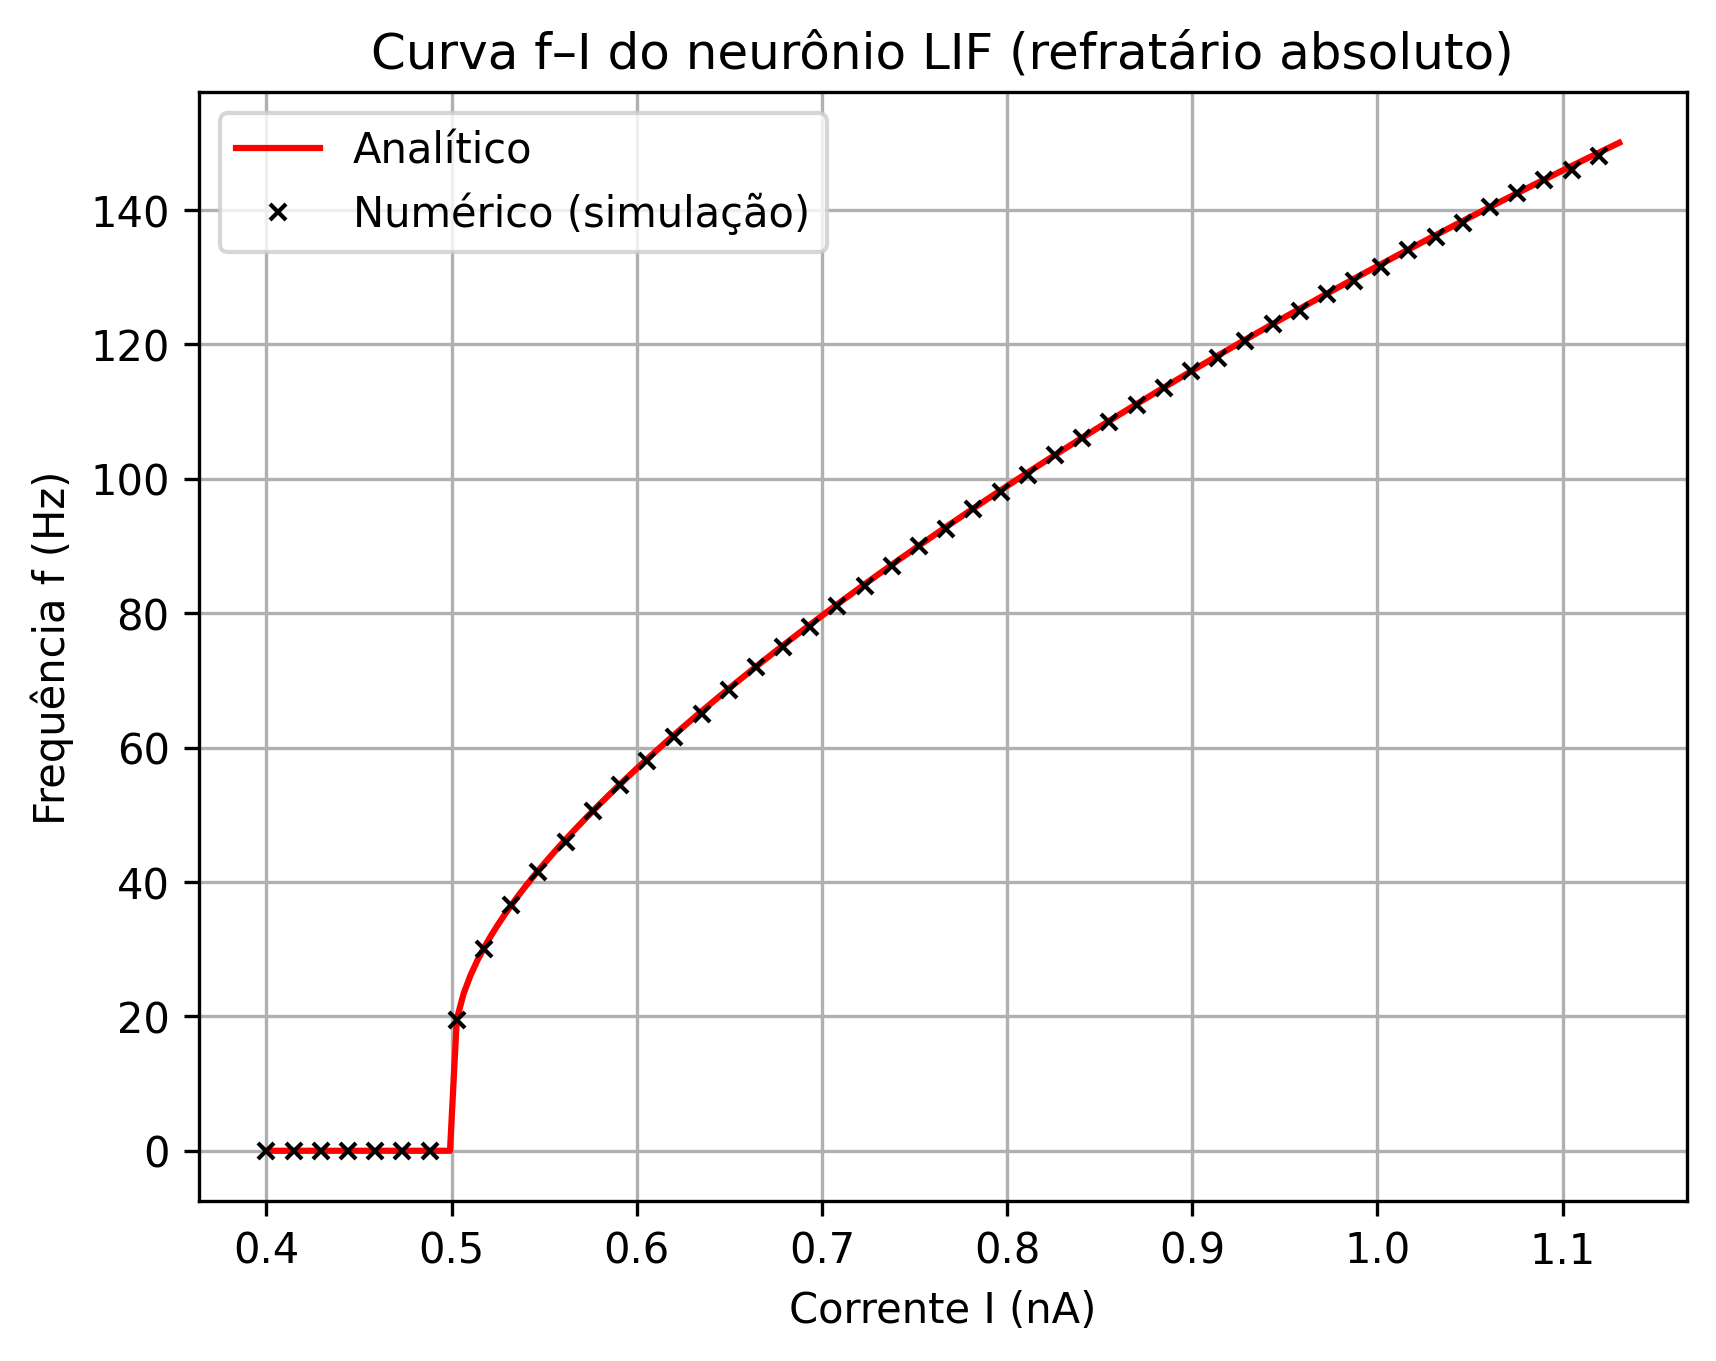 Curva f–I do neurônio LIF (refratário absoluto)
Analítico
Numérico (simulação)
Frequência f (Hz)
140
120
100
80
60
40
20
0
0.4 0.5 0.6 0.7 0.8 0.9 1.0 1.1
Corrente I (nA)